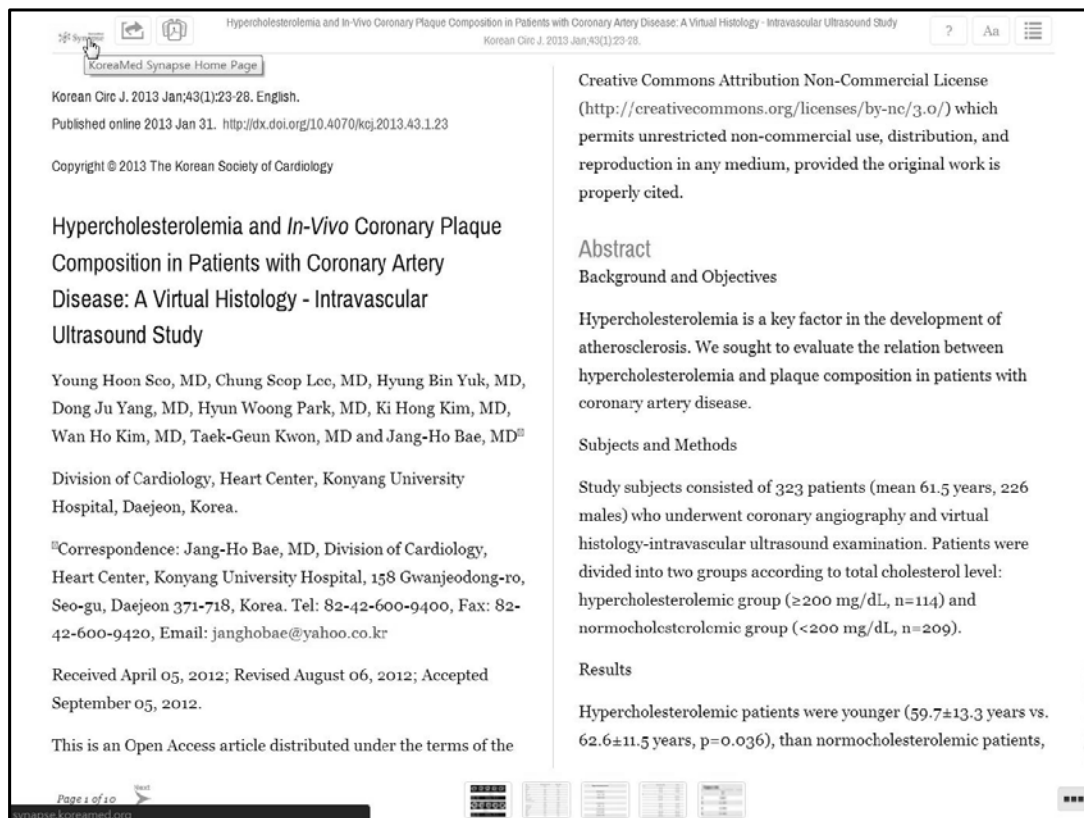 Hypercholesterolemia and In-Vivo Coronary Plaque Composition in Patients with Coronary Artery Disease: A Virtual Histology - Intravascular Ultrasound Study
Korean Circ J. 2013 Jan;43(1):23-28.
? Aa
KoreaMed Synapse Home Page
Korean Circ J. 2013 Jan;43(1):23-28. English.
Published online 2013 Jan 31. http://dx.doi.org/10.4070/kcj.2013.43.1.23
Copyright © 2013 The Korean Society of Cardiology
Hypercholesterolemia and In-Vivo Coronary Plaque
Composition in Patients with Coronary Artery
Disease: A Virtual Histology - Intravascular
Ultrasound Study
Young Hoon Seo, MD, Chung Seop Lee, MD, Hyung Bin Yuk, MD,
Dong Ju Yang, MD, Hyun Woong Park, MD, Ki Hong Kim, MD,
Wan Ho Kim, MD, Taek-Geun Kwon, MD and Jang-Ho Bae, MD
Division of Cardiology, Heart Center, Konyang University
Hospital, Daejeon, Korea.
Correspondence: Jang-Ho Bae, MD, Division of Cardiology,
Heart Center, Konyang University Hospital, 158 Gwanjeodong-ro,
Seo-gu, Daejeon 371-718, Korea. Tel: 82-42-600-9400, Fax: 82-
42-600-9420, Email: janghobae@yahoo.co.kr
Received April 05, 2012; Revised August 06, 2012; Accepted
September 05, 2012.
This is an Open Access article distributed under the terms of the
Creative Commons Attribution Non-Commercial License
(http://creativecommons.org/licenses/by-nc/3.0/) which
permits unrestricted non-commercial use, distribution, and
reproduction in any medium, provided the original work is
properly cited.
Abstract
Background and Objectives
Hypercholesterolemia is a key factor in the development of
atherosclerosis. We sought to evaluate the relation between
hypercholesterolemia and plaque composition in patients with
coronary artery disease.
Subjects and Methods
Study subjects consisted of 323 patients (mean 61.5 years, 226
males) who underwent coronary angiography and virtual
histology-intravascular ultrasound examination. Patients were
divided into two groups according to total cholesterol level:
hypercholesterolemic group (≥200 mg/dL, n=114) and
normocholesterolemic group (<200 mg/dL, n=209).
Results
Hypercholesterolemic patients were younger (59.7±13.3 years vs.
62.6±11.5 years, p=0.036), than normocholesterolemic patients,
Next
Page 1 of 10
synapse.koreamed.org